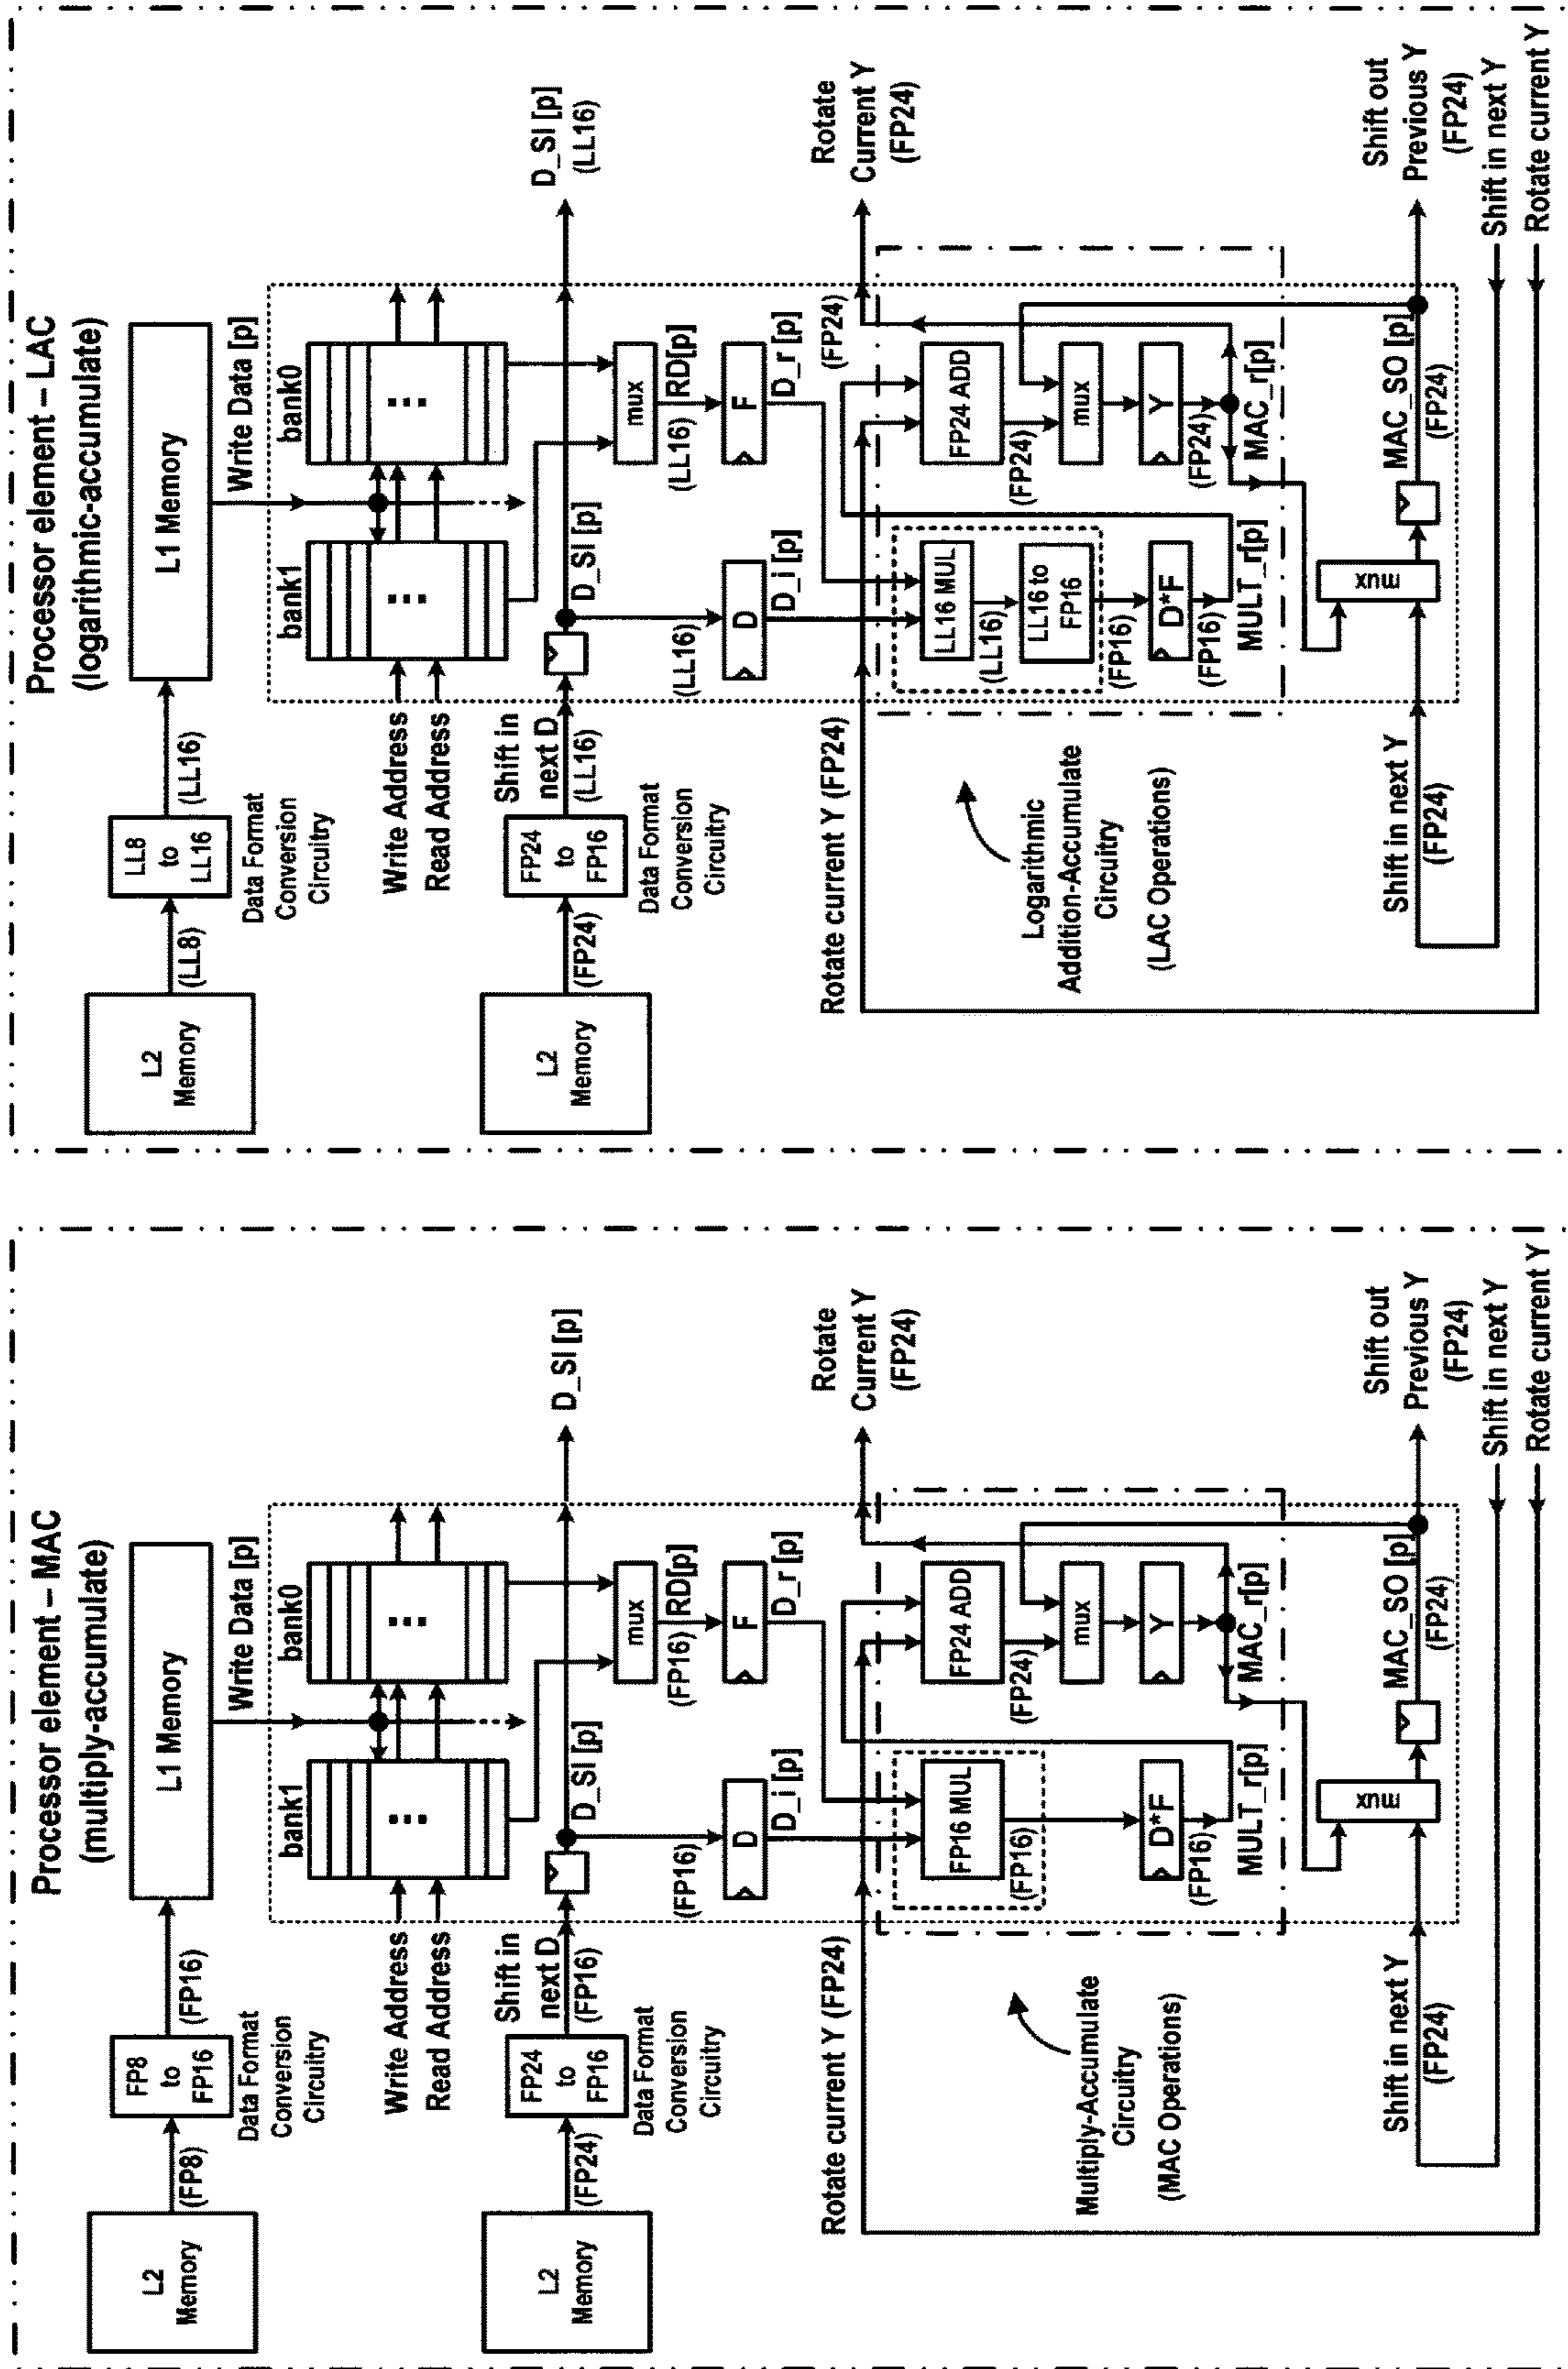 Processor element – MAC
(multiply-accumulate)
L2
Memory
(FP8)
FP8
to
FP16
(FP16)
Data Format
Conversion
Circuitry
L1 Memory
Write Data [p]
bank1
bank0
...
...
Write Address
Read Address
L2
Memory
(FP24)
FP24
to
FP16
Data Format
Conversion
Circuitry
Shift in
next D
(FP16)
D_SI [p]
D_SI [p]
mux
(FP16)
RD[p]
(FP16)
D
F
D_i [p]
D_r [p]
Rotate current Y (FP24)
Rotate
Current Y
(FP24)
Multiply-Accumulate
Circuitry
(MAC Operations)
FP16 MUL
(FP16)
FP24 ADD
(FP24)
mux
D*F
(FP16)
Y
MULT_r[p]
MAC_r[p]
mux
MAC_SO [p]
(FP24)
Shift in next Y
(FP24)
Shift out
Previous Y
(FP24)
Shift in next Y
Rotate current Y
Processor element – LAC
(logarithmic-accumulate)
L2
Memory
(LL8)
LL8
to
LL16
(LL16)
Data Format
Conversion
Circuitry
L1 Memory
Write Data [p]
bank1
bank0
...
...
Write Address
Read Address
L2
Memory
(FP24)
FP24
to
FP16
Data Format
Conversion
Circuitry
Shift in
next D
(LL16)
D_SI [p]
D_SI [p]
(LL16)
mux
(LL16)
RD[p]
(LL16)
D
F
D_i [p]
D_r [p]
Rotate current Y (FP24)
(FP24)
Rotate
Current Y
(FP24)
Logarithmic
Addition-Accumulate
Circuitry
(LAC Operations)
LL16 MUL
(LL16)
LL16 to
FP16
(FP16)
FP24 ADD
(FP24)
mux
D*F
(FP16)
Y
(FP24)
MULT_r[p]
MAC_r[p]
mux
MAC_SO [p]
(FP24)
Shift in next Y
(FP24)
Shift out
Previous Y
(FP24)
Shift in next Y
Rotate current Y